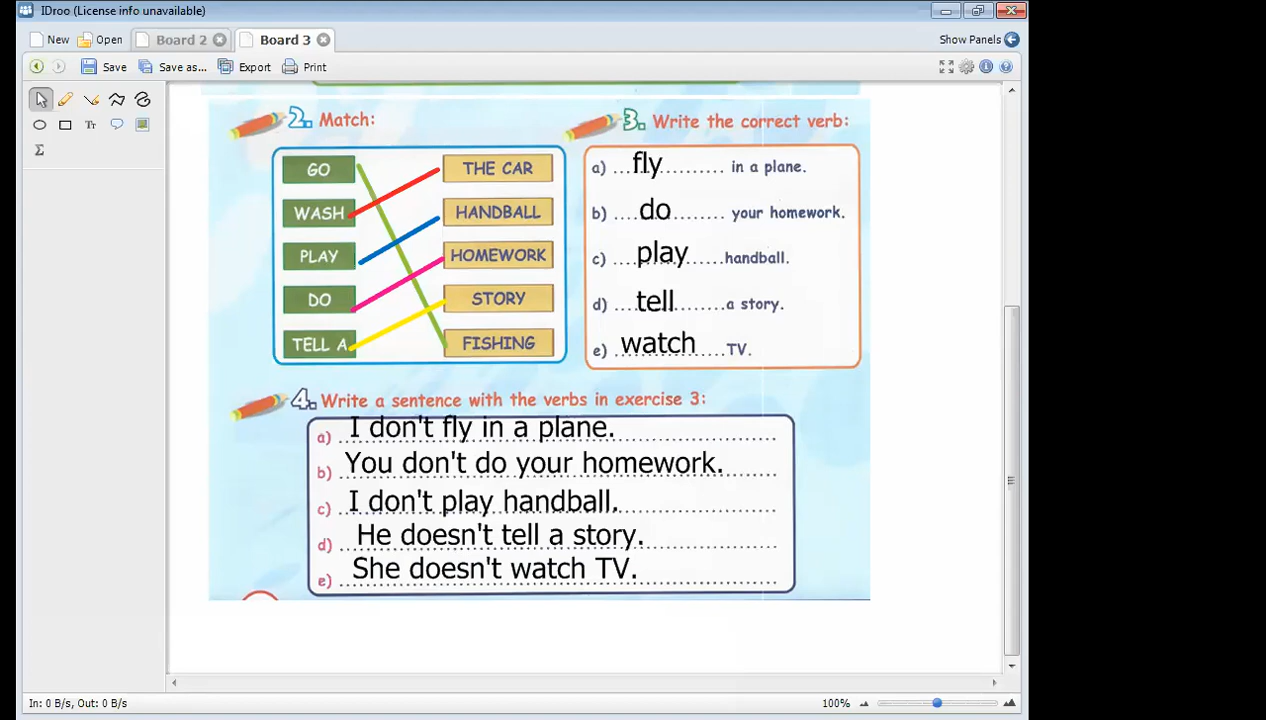 IDroo (License info unavailable)
New Open Board 2 Board 3 Show Panels
Save Save as... Export Print
2. Match:
GO THE CAR
WASH HANDBALL
PLAY HOMEWORK
DO STORY
TELL A FISHING
3. Write the correct verb:
a) ...fly.......... in a plane.
b) ....do........ your homework.
c) ....play......handball.
d) ...tell........a story.
e) watch.....TV.
4. Write a sentence with the verbs in exercise 3:
a) I don't fly in a plane.
b) You don't do your homework.
c) I don't play handball.
d) He doesn't tell a story.
e) She doesn't watch TV.
In: 0 B/s, Out: 0 B/s 100%